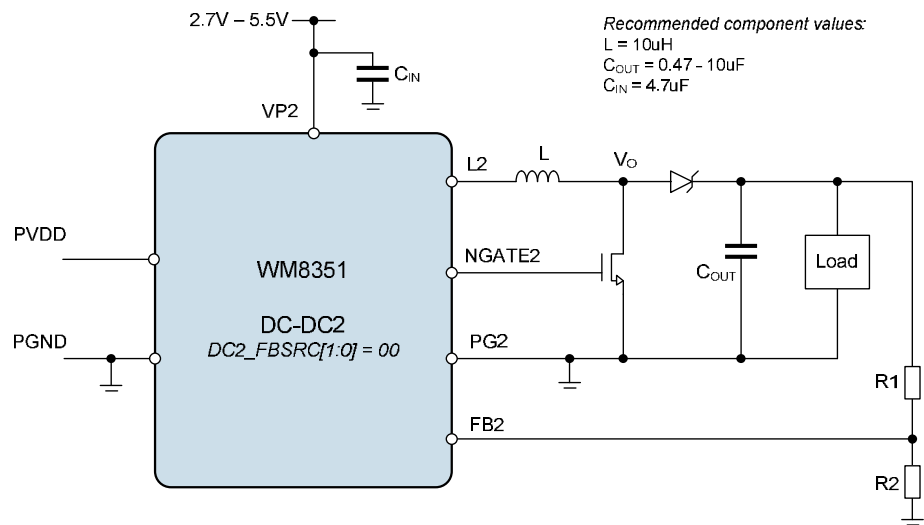 2.7V – 5.5V
Recommended component values:
L = 10uH
COUT = 0.47 - 10uF
CIN = 4.7uF
CIN
VP2
L2
L
VO
PVDD
NGATE2
WM8351
COUT
Load
DC-DC2
DC2_FBSRC[1:0] = 00
PGND
PG2
R1
FB2
R2